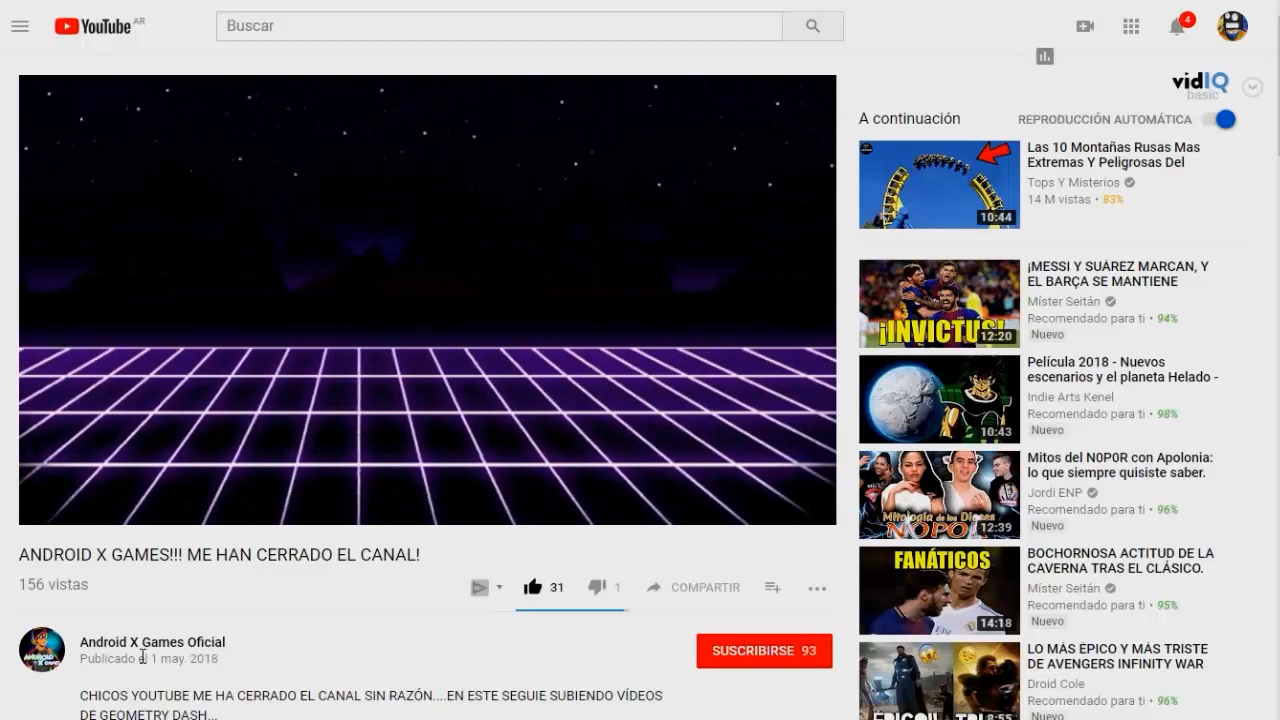 YouTube AR
Buscar
4
vidIQ
basic
A continuación
REPRODUCCIÓN AUTOMÁTICA
Las 10 Montañas Rusas Mas
Extremas Y Peligrosas Del
Tops Y Misterios
14 M vistas • 83%
10:44
¡MESSI Y SUÁREZ MARCAN, Y
EL BARÇA SE MANTIENE
Míster Seitán
Recomendado para ti • 94%
Nuevo
¡INVICTUS!
12:20
Película 2018 - Nuevos
escenarios y el planeta Helado -
Indie Arts Kenel
Recomendado para ti • 98%
Nuevo
10:43
Mitos del N0P0R con Apolonia:
lo que siempre quisiste saber.
Jordi ENP
Recomendado para ti • 96%
Nuevo
Mitología de los Dioses
NOPOR
12:39
BOCHORNOSA ACTITUD DE LA
CAVERNA TRAS EL CLÁSICO.
Míster Seitán
Recomendado para ti • 95%
Nuevo
FANÁTICOS
14:18
LO MÁS ÉPICO Y MÁS TRISTE
DE AVENGERS INFINITY WAR
Droid Cole
Recomendado para ti • 96%
Nuevo
8:55
ANDROID X GAMES!!! ME HAN CERRADO EL CANAL!
156 vistas
31
1
COMPARTIR
Android X Games Oficial
Publicado el 1 may. 2018
SUSCRIBIRSE 93
CHICOS YOUTUBE ME HA CERRADO EL CANAL SIN RAZÓN....EN ESTE SEGUIE SUBIENDO VÍDEOS
DE GEOMETRY DASH...